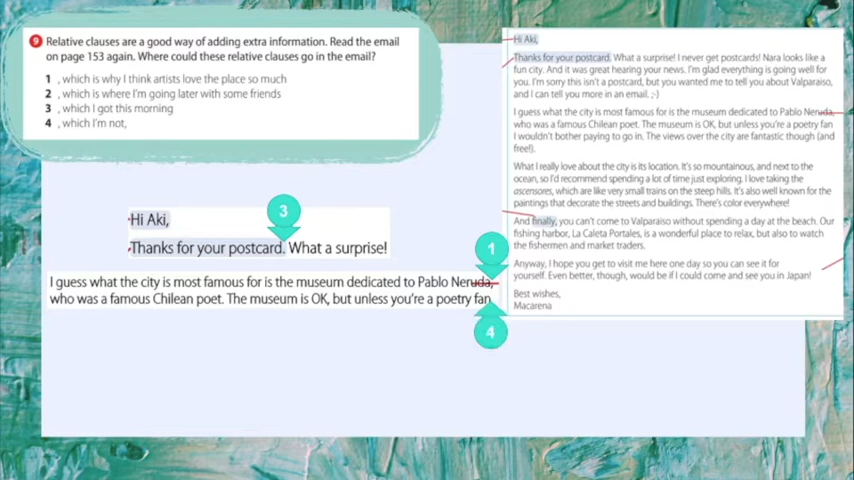 9 Relative clauses are a good way of adding extra information. Read the email
on page 153 again. Where could these relative clauses go in the email?
1 , which is why I think artists love the place so much
2 , which is where I'm going later with some friends
3 , which I got this morning
4 , which I'm not,
3
Hi Aki,
Thanks for your postcard. What a surprise!
1
I guess what the city is most famous for is the museum dedicated to Pablo Neruda,
who was a famous Chilean poet. The museum is OK, but unless you're a poetry fan
4
Hi Aki,
Thanks for your postcard. What a surprise! I never get postcards! Nara looks like a
fun city. And it was great hearing your news. I'm glad everything is going well for
you. I'm sorry this isn't a postcard, but you wanted me to tell you about Valparaiso,
and I can tell you more in an email. ;-)
I guess what the city is most famous for is the museum dedicated to Pablo Neruda,
who was a famous Chilean poet. The museum is OK, but unless you're a poetry fan
I wouldn't bother paying to go in. The views over the city are fantastic though (and
free!).
What I really love about the city is its location. It's so mountainous, and next to the
ocean, so I'd recommend spending a lot of time just exploring. I love taking the
ascensores, which are like very small trains on the steep hills. It's also well known for the
paintings that decorate the streets and buildings. There's color everywhere!
And finally, you can't come to Valparaiso without spending a day at the beach. Our
fishing harbor, La Caleta Portales, is a wonderful place to relax, but also to watch
the fishermen and market traders.
Anyway, I hope you get to visit me here one day so you can see it for
yourself. Even better, though, would be if I could come and see you in Japan!
Best wishes,
Macarena